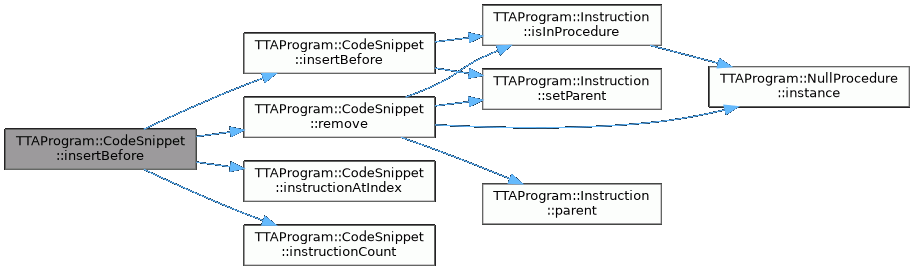 TTAProgram::CodeSnippet
::insertBefore
TTAProgram::CodeSnippet
::insertBefore
TTAProgram::CodeSnippet
::remove
TTAProgram::CodeSnippet
::instructionAtIndex
TTAProgram::CodeSnippet
::instructionCount
TTAProgram::Instruction
::isInProcedure
TTAProgram::Instruction
::setParent
TTAProgram::Instruction
::parent
TTAProgram::NullProcedure
::instance